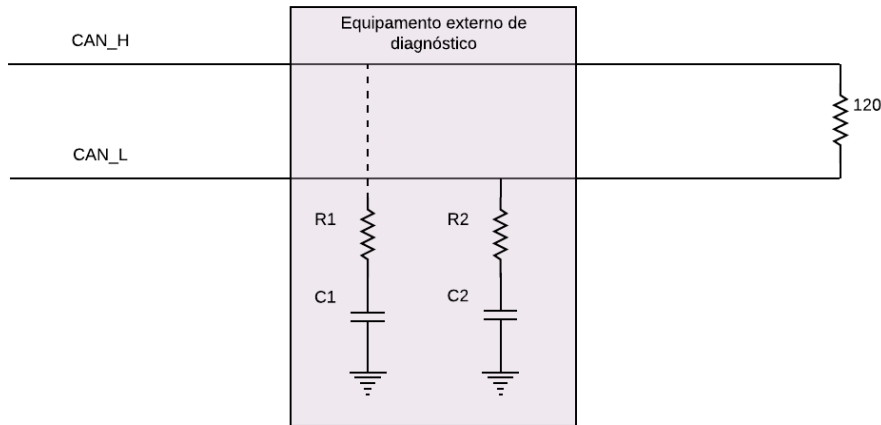 Equipamento externo de
diagnóstico
CAN_H
120
CAN_L
R1
R2
C1
C2